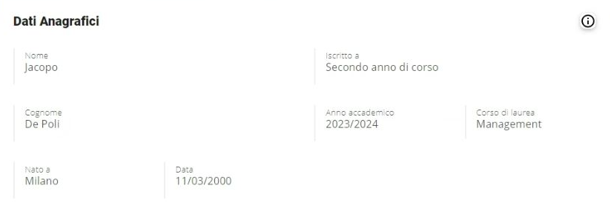 Dati Anagrafici
Nome
Jacopo
Iscritto a
Secondo anno di corso
Cognome
De Poli
Anno accademico
2023/2024
Corso di laurea
Management
Nato a
Milano
Data
11/03/2000